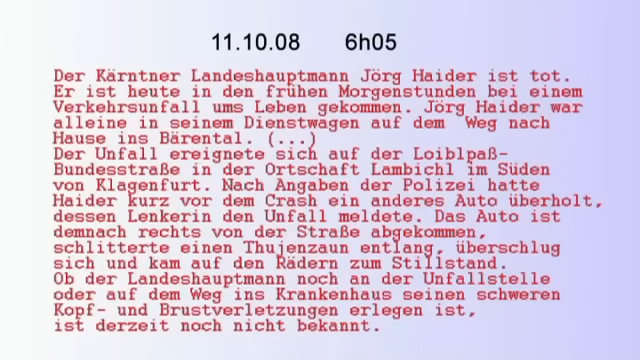 11.10.08 6h05
Der Kärntner Landeshauptmann Jörg Haider ist tot.
Er ist heute in den frühen Morgenstunden bei einem
Verkehrsunfall ums Leben gekommen. Jörg Haider war
alleine in seinem Dienstwagen auf dem Weg nach
Hause ins Bärental. (...)
Der Unfall ereignete sich auf der Loiblpaß-
Bundesstraße in der Ortschaft Lambichl im Süden
von Klagenfurt. Nach Angaben der Polizei hatte
Haider kurz vor dem Crash ein anderes Auto überholt,
dessen Lenkerin den Unfall meldete. Das Auto ist
demnach rechts von der Straße abgekommen,
schlitterte einen Thujenzaun entlang, überschlug
sich und kam auf den Rädern zum Stillstand.
Ob der Landeshauptmann noch an der Unfallstelle
oder auf dem Weg ins Krankenhaus seinen schweren
Kopf- und Brustverletzungen erlegen ist,
ist derzeit noch nicht bekannt.